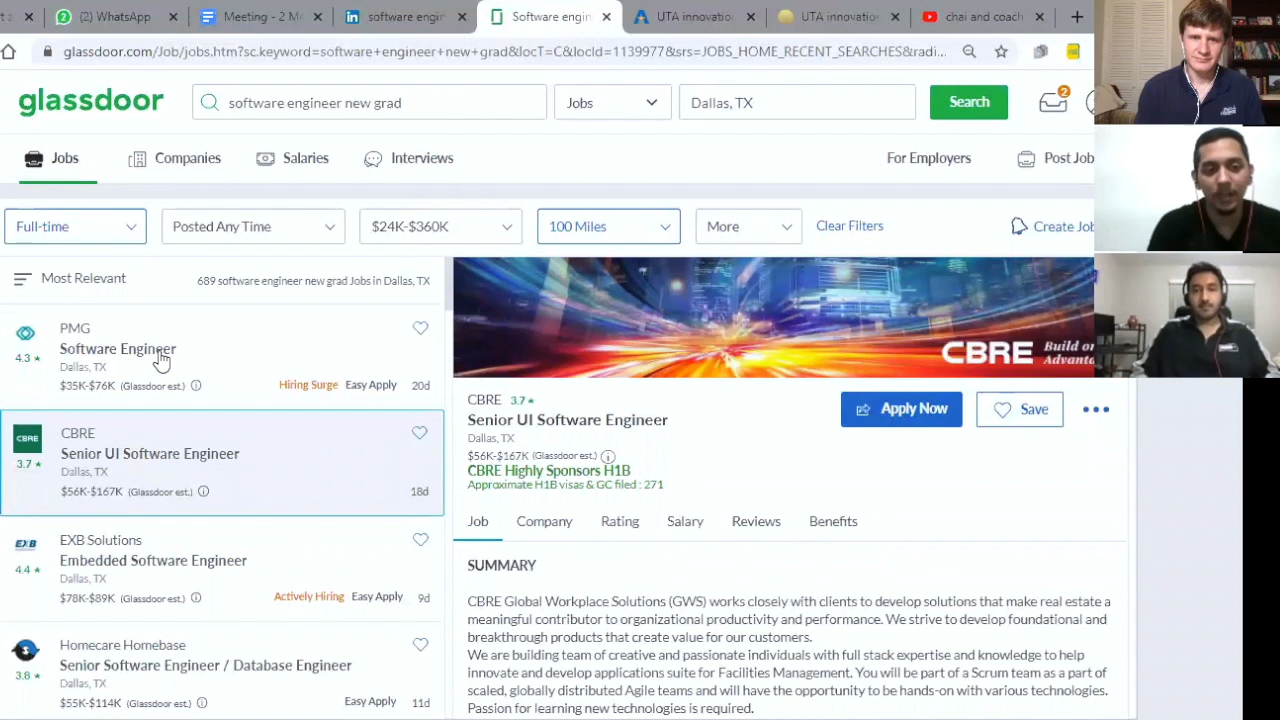 (2) WhatsApp
Meeting - 2 M
software engin
Software engin
UTA innovati
UTA innovati
chai and coach
glassdoor.com/Job/jobs.htm?sc.keyword=software+engineer+new+grad&locT=C&locId=1139977&srs=JOBS_HOME_RECENT_SEARCHES&radi...
glassdoor
software engineer new grad
Jobs
Dallas, TX
Search
2
Jobs
Companies
Salaries
Interviews
For Employers
Post Job
Full-time
Posted Any Time
$24K-$360K
100 Miles
More
Clear Filters
Create Job
Most Relevant
689 software engineer new grad Jobs in Dallas, TX
PMG
Software Engineer
4.3 ★
Dallas, TX
$35K-$76K (Glassdoor est.)
Hiring Surge Easy Apply 20d
CBRE
CBRE
Senior UI Software Engineer
3.7 ★
Dallas, TX
$56K-$167K (Glassdoor est.)
18d
EXB
EXB Solutions
Embedded Software Engineer
4.4 ★
Dallas, TX
$78K-$89K (Glassdoor est.)
Actively Hiring Easy Apply 9d
Homecare Homebase
Senior Software Engineer / Database Engineer
3.8 ★
Dallas, TX
$55K-$114K (Glassdoor est.)
Easy Apply 11d
CBRE
Build on
Advanta
CBRE 3.7 ★
Senior UI Software Engineer
Dallas, TX
$56K-$167K (Glassdoor est.)
CBRE Highly Sponsors H1B
Approximate H1B visas & GC filed : 271
Apply Now
Save
Job
Company
Rating
Salary
Reviews
Benefits
SUMMARY
CBRE Global Workplace Solutions (GWS) works closely with clients to develop solutions that make real estate a
meaningful contributor to organizational productivity and performance. We strive to develop foundational and
breakthrough products that create value for our customers.
We are building team of creative and passionate individuals with full stack expertise and knowledge to help
innovate and develop applications suite for Facilities Management. You will be part of a Scrum team as a part of
scaled, globally distributed Agile teams and will have the opportunity to be hands-on with various technologies.
Passion for learning new technologies is required.